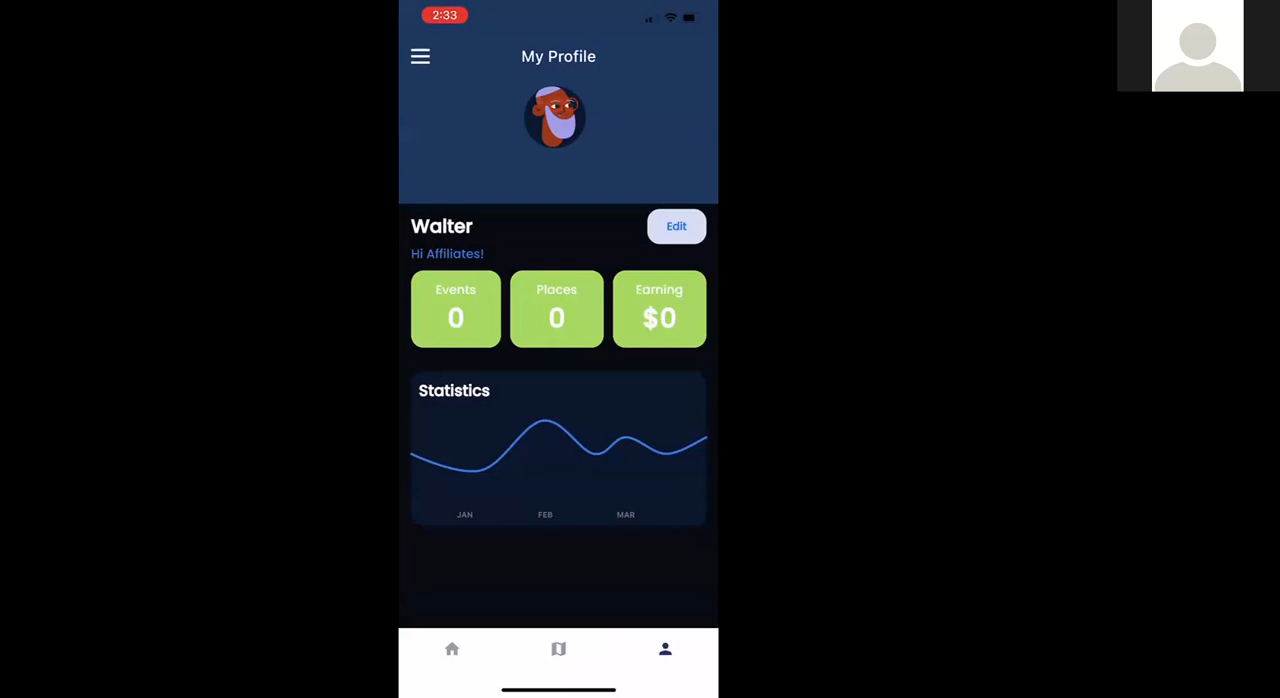 2:33
My Profile
Walter
Edit
Hi Affiliates!
Events
Places
Earning
0
0
$0
Statistics
JAN
FEB
MAR